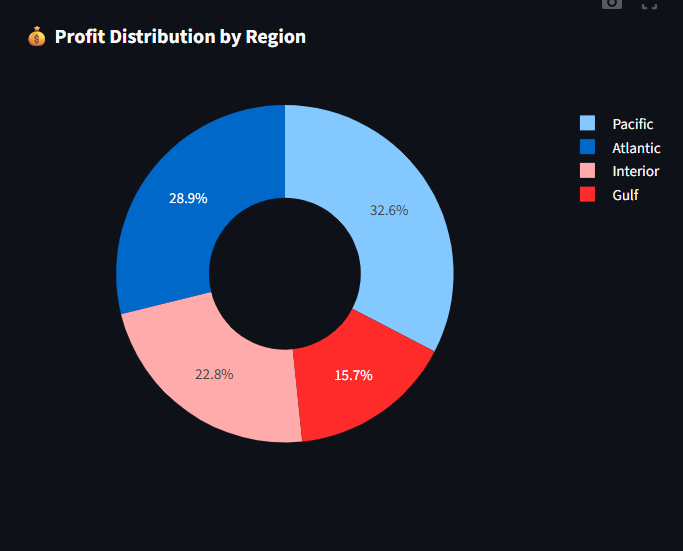 💰 Profit Distribution by Region
Pacific
Atlantic
Interior
Gulf
28.9%
32.6%
22.8%
15.7%